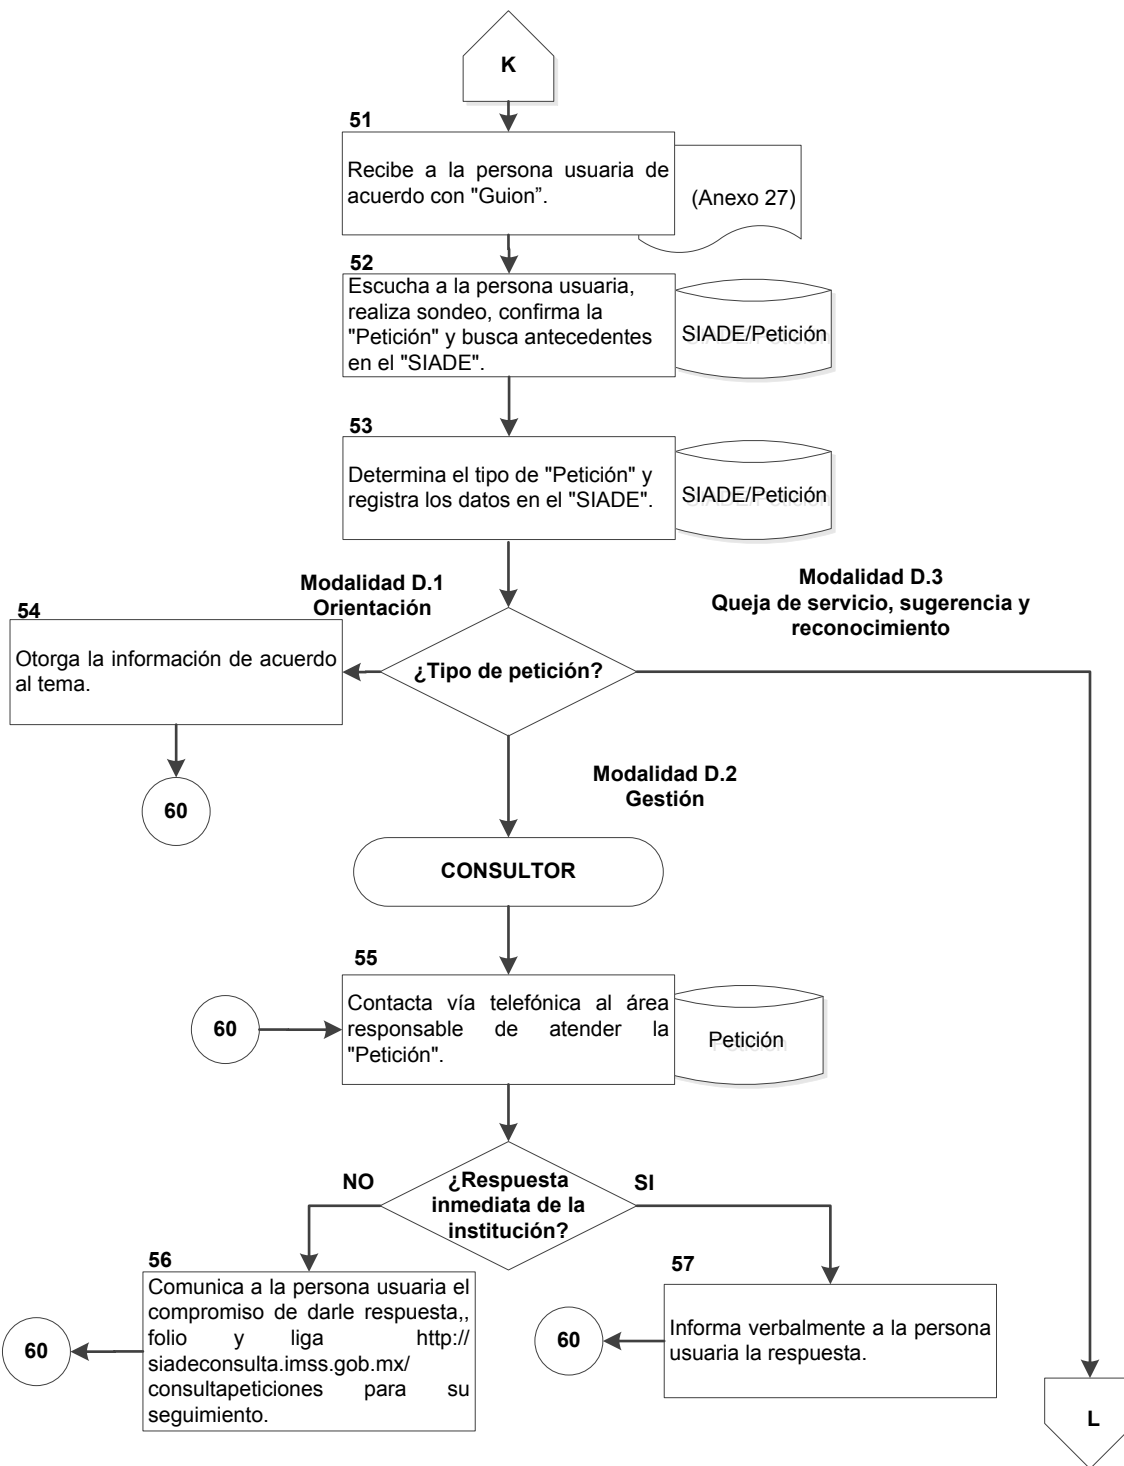 K
51
Recibe a la persona usuaria de
acuerdo con "Guion”.
(Anexo 27)
52
Escucha a la persona usuaria,
realiza sondeo, confirma la
"Petición" y busca antecedentes
en el "SIADE".
SIADE/Petición
53
Determina el tipo de "Petición" y
registra los datos en el "SIADE".
SIADE/Petición
Modalidad D.1
Orientación
Modalidad D.3
Queja de servicio, sugerencia y
reconocimiento
54
Otorga la información de acuerdo
al tema.
¿Tipo de petición?
60
Modalidad D.2
Gestión
CONSULTOR
55
Contacta vía telefónica al área
responsable de atender la
"Petición".
60
Petición
NO
¿Respuesta
inmediata de la
institución?
SI
56
Comunica a la persona usuaria el
compromiso de darle respuesta,,
folio y liga http://
siadeconsulta.imss.gob.mx/
consultapeticiones para su
seguimiento.
60
57
Informa verbalmente a la persona
usuaria la respuesta.
60
L